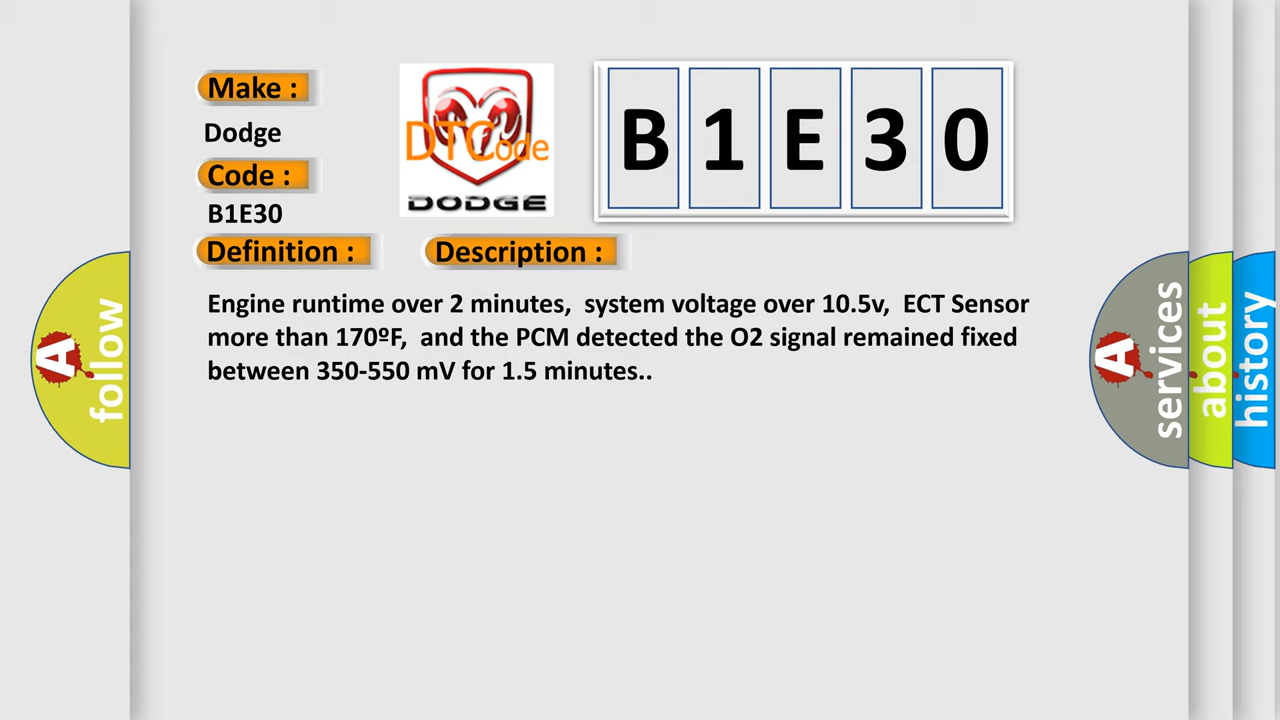 Make :
Dodge
Code :
B1E30
Definition :
Description :
DTCode
DODGE
B 1 E 3 0
Engine runtime over 2 minutes, system voltage over 10.5v, ECT Sensor
more than 170ºF, and the PCM detected the O2 signal remained fixed
between 350-550 mV for 1.5 minutes..
A follow
A services
about
history